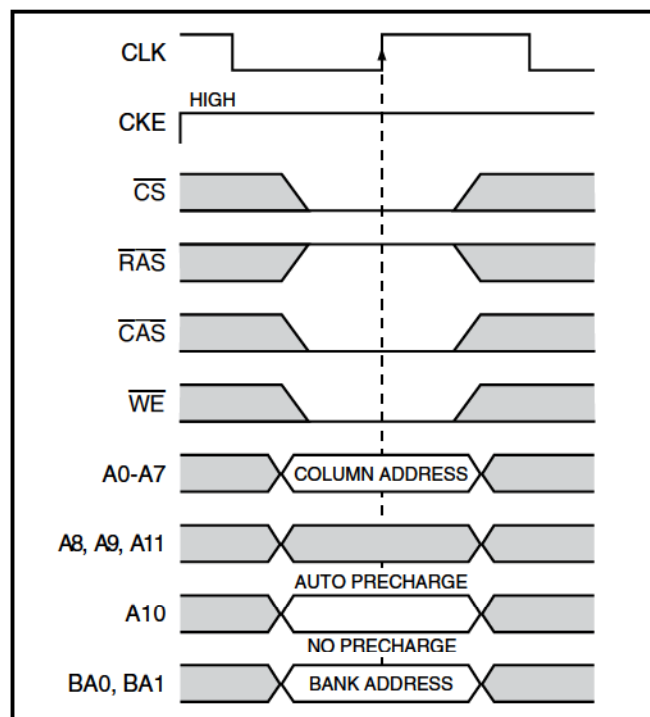 CLK
HIGH
CKE
CS
RAS
CAS
WE
A0-A7 COLUMN ADDRESS
A8, A9, A11
AUTO PRECHARGE
A10
NO PRECHARGE
BA0, BA1 BANK ADDRESS